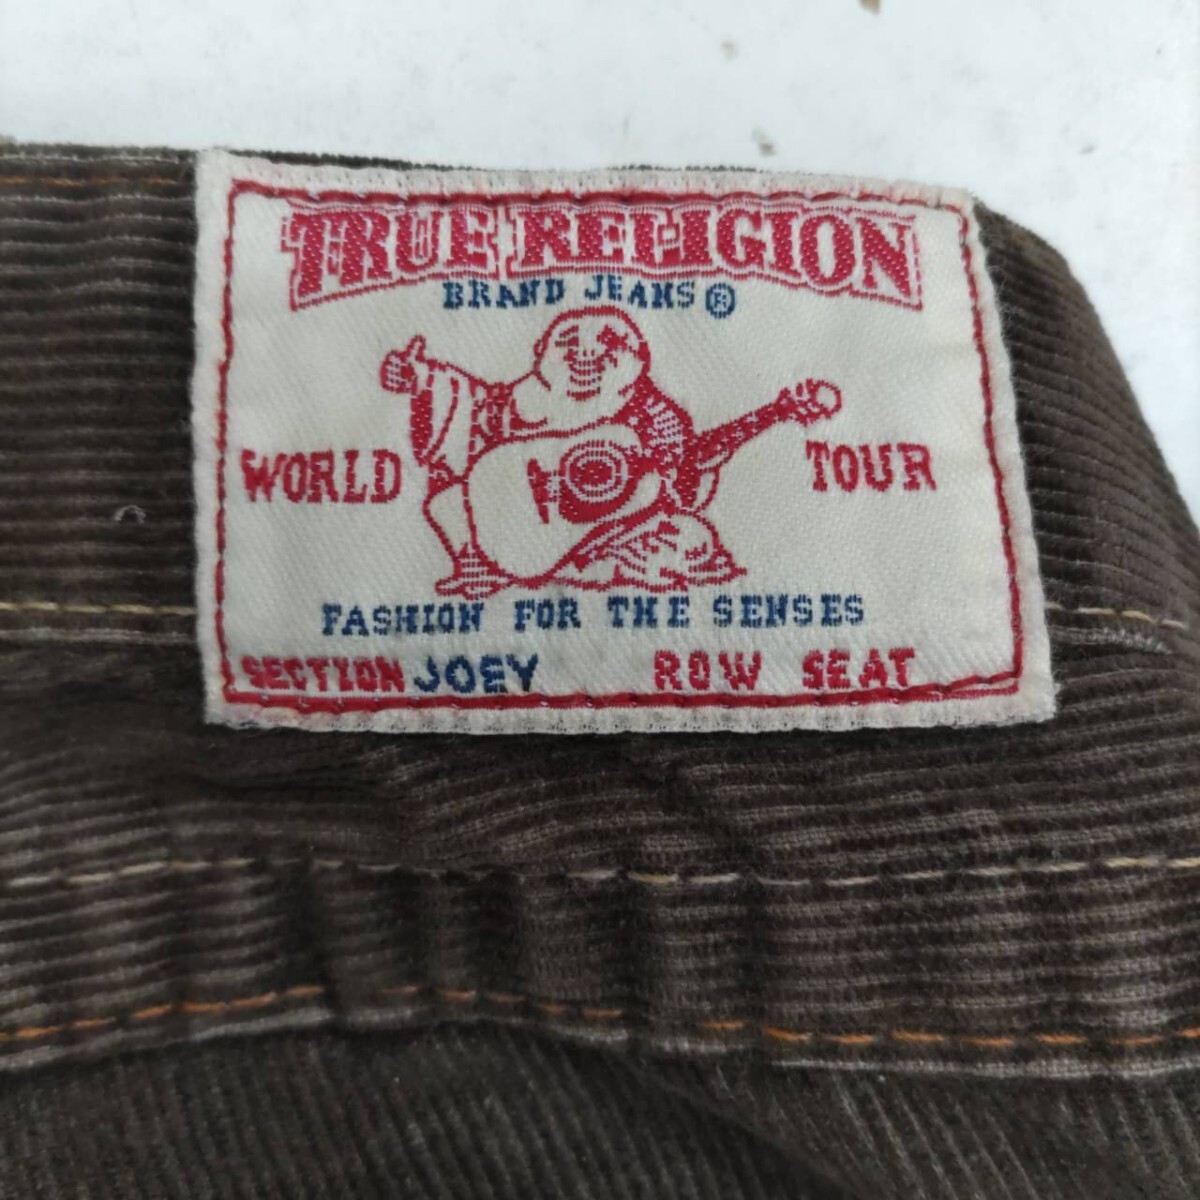 TRUE RELIGION
BRAND JEANS®
WORLD TOUR
FASHION FOR THE SENSES
SECTION JOEY ROW SEAT